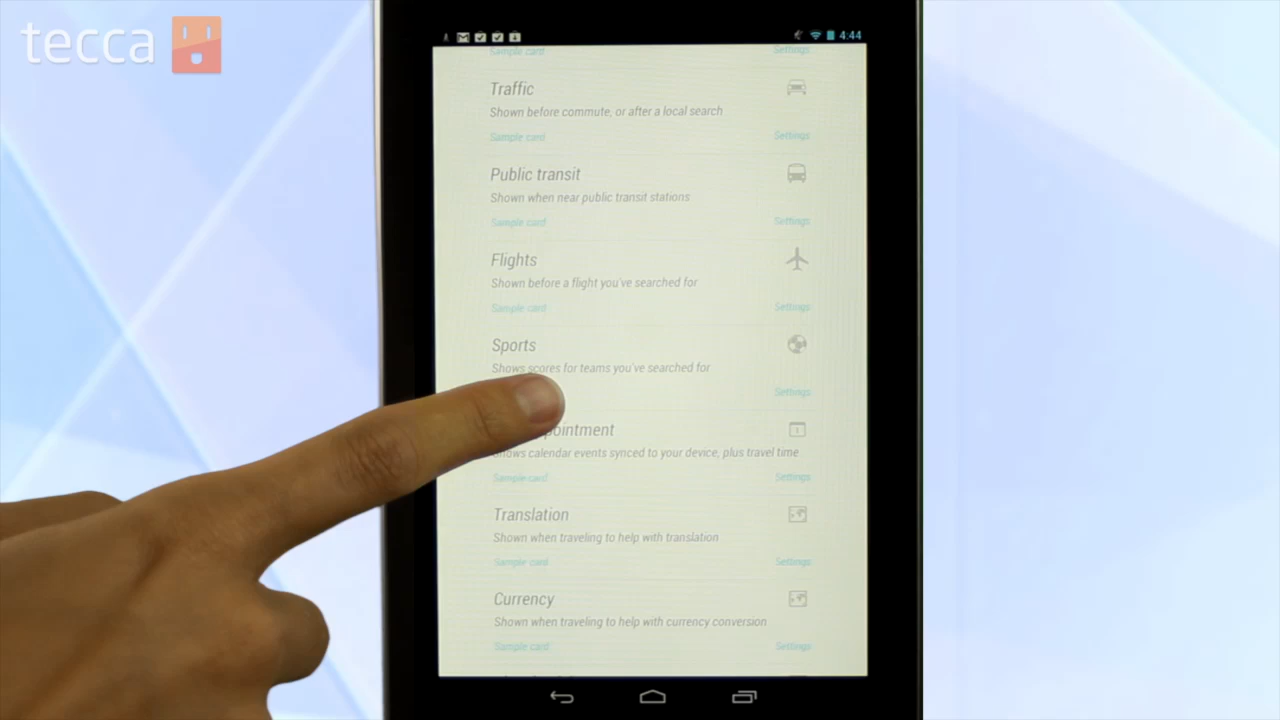 tecca
4:44
Sample card
Settings
Traffic
Shown before commute, or after a local search
Sample card
Settings
Public transit
Shown when near public transit stations
Sample card
Settings
Flights
Shown before a flight you've searched for
Sample card
Settings
Sports
Shows scores for teams you've searched for
Settings
pointment
Shows calendar events synced to your device, plus travel time
Sample card
Settings
Translation
Shown when traveling to help with translation
Sample card
Settings
Currency
Shown when traveling to help with currency conversion
Sample card
Settings